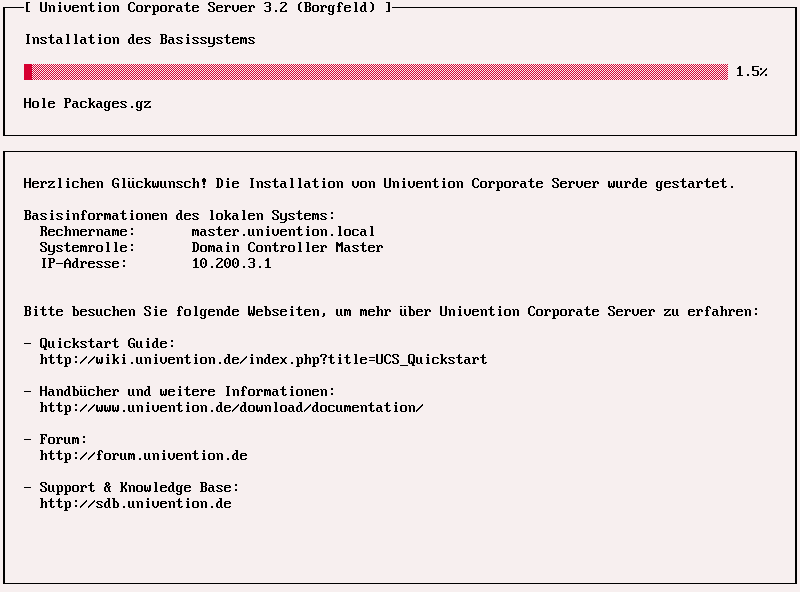 [ Univention Corporate Server 3.2 (Borgfeld) ]
Installation des Basissystems
1.5%
Hole Packages.gz
Herzlichen Glückwunsch! Die Installation von Univention Corporate Server wurde gestartet.
Basisinformationen des lokalen Systems:
Rechnername: master.univention.local
Systemrolle: Domain Controller Master
IP-Adresse: 10.200.3.1
Bitte besuchen Sie folgende Webseiten, um mehr über Univention Corporate Server zu erfahren:
- Quickstart Guide:
http://wiki.univention.de/index.php?title=UCS_Quickstart
- Handbücher und weitere Informationen:
http://www.univention.de/download/documentation/
- Forum:
http://forum.univention.de
- Support & Knowledge Base:
http://sdb.univention.de